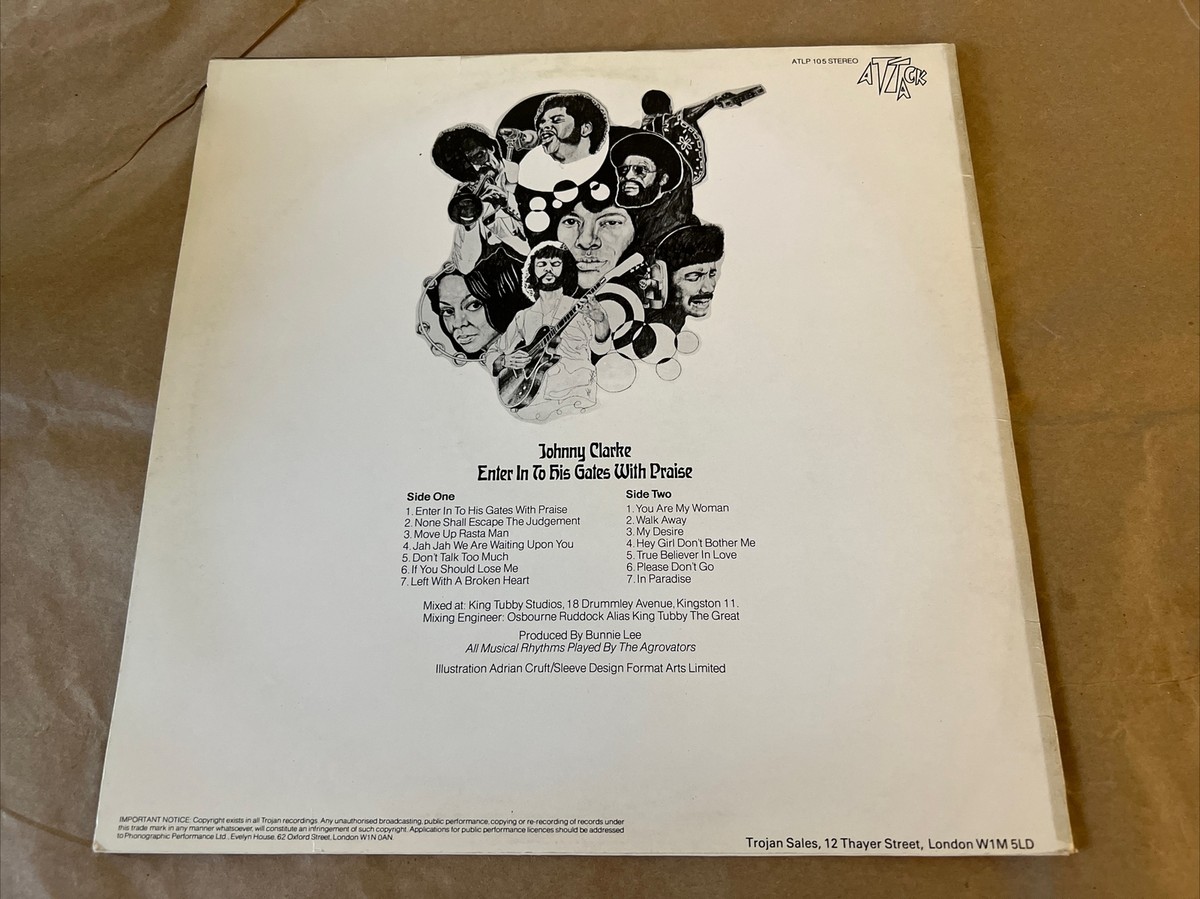 ATLP 105 STEREO
ATTACK
Johnny Clarke
Enter In To His Gates With Praise
Side One
1. Enter In To His Gates With Praise
2. None Shall Escape The Judgement
3. Move Up Rasta Man
4. Jah Jah We Are Waiting Upon You
5. Don't Talk Too Much
6. If You Should Lose Me
7. Left With A Broken Heart
Side Two
1. You Are My Woman
2. Walk Away
3. My Desire
4. Hey Girl Don't Bother Me
5. True Believer In Love
6. Please Don't Go
7. In Paradise
Mixed at: King Tubby Studios, 18 Drummley Avenue, Kingston 11.
Mixing Engineer: Osbourne Ruddock Alias King Tubby The Great
Produced By Bunnie Lee
All Musical Rhythms Played By The Agrovators
Illustration Adrian Cruft/Sleeve Design Format Arts Limited
IMPORTANT NOTICE: Copyright exists in all Trojan recordings. Any unauthorised broadcasting, public performance, copying or re-recording of records under
this trade mark in any manner whatsoever, will constitute an infringement of such copyright. Applications for public performance licences should be addressed
to Phonographic Performance Ltd., Evelyn House, 62 Oxford Street, London W1N 0AN.
Trojan Sales, 12 Thayer Street, London W1M 5LD